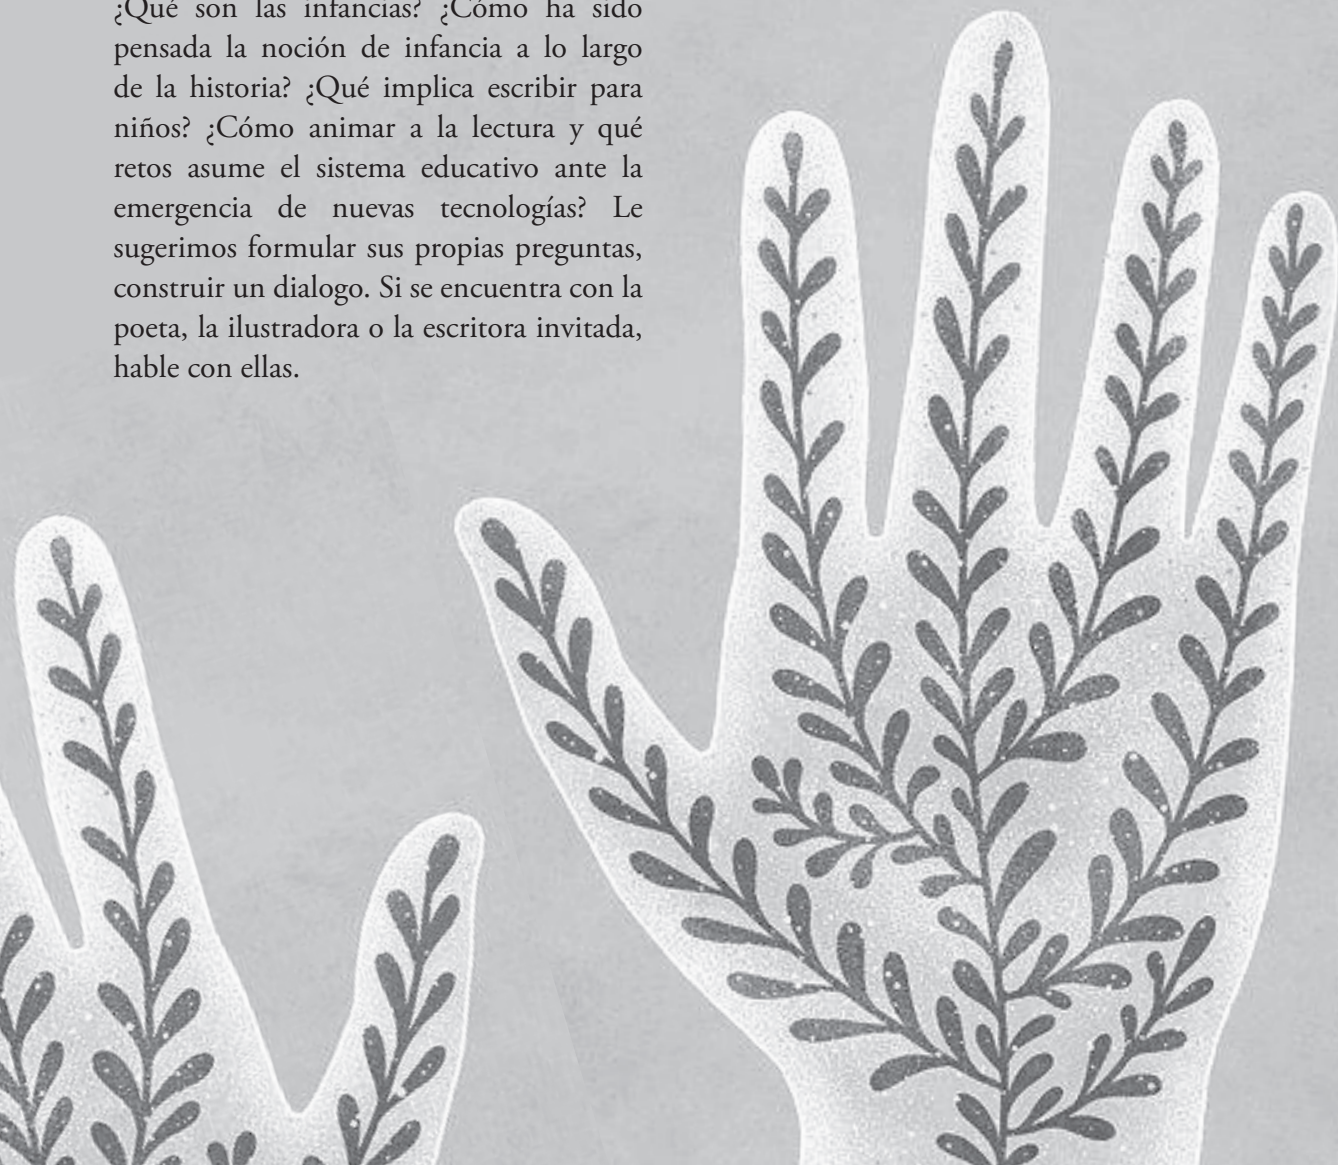 ¿Qué son las infancias? ¿Cómo ha sido
pensada la noción de infancia a lo largo
de la historia? ¿Qué implica escribir para
niños? ¿Cómo animar a la lectura y qué
retos asume el sistema educativo ante la
emergencia de nuevas tecnologías? Le
sugerimos formular sus propias preguntas,
construir un dialogo. Si se encuentra con la
poeta, la ilustradora o la escritora invitada,
hable con ellas.